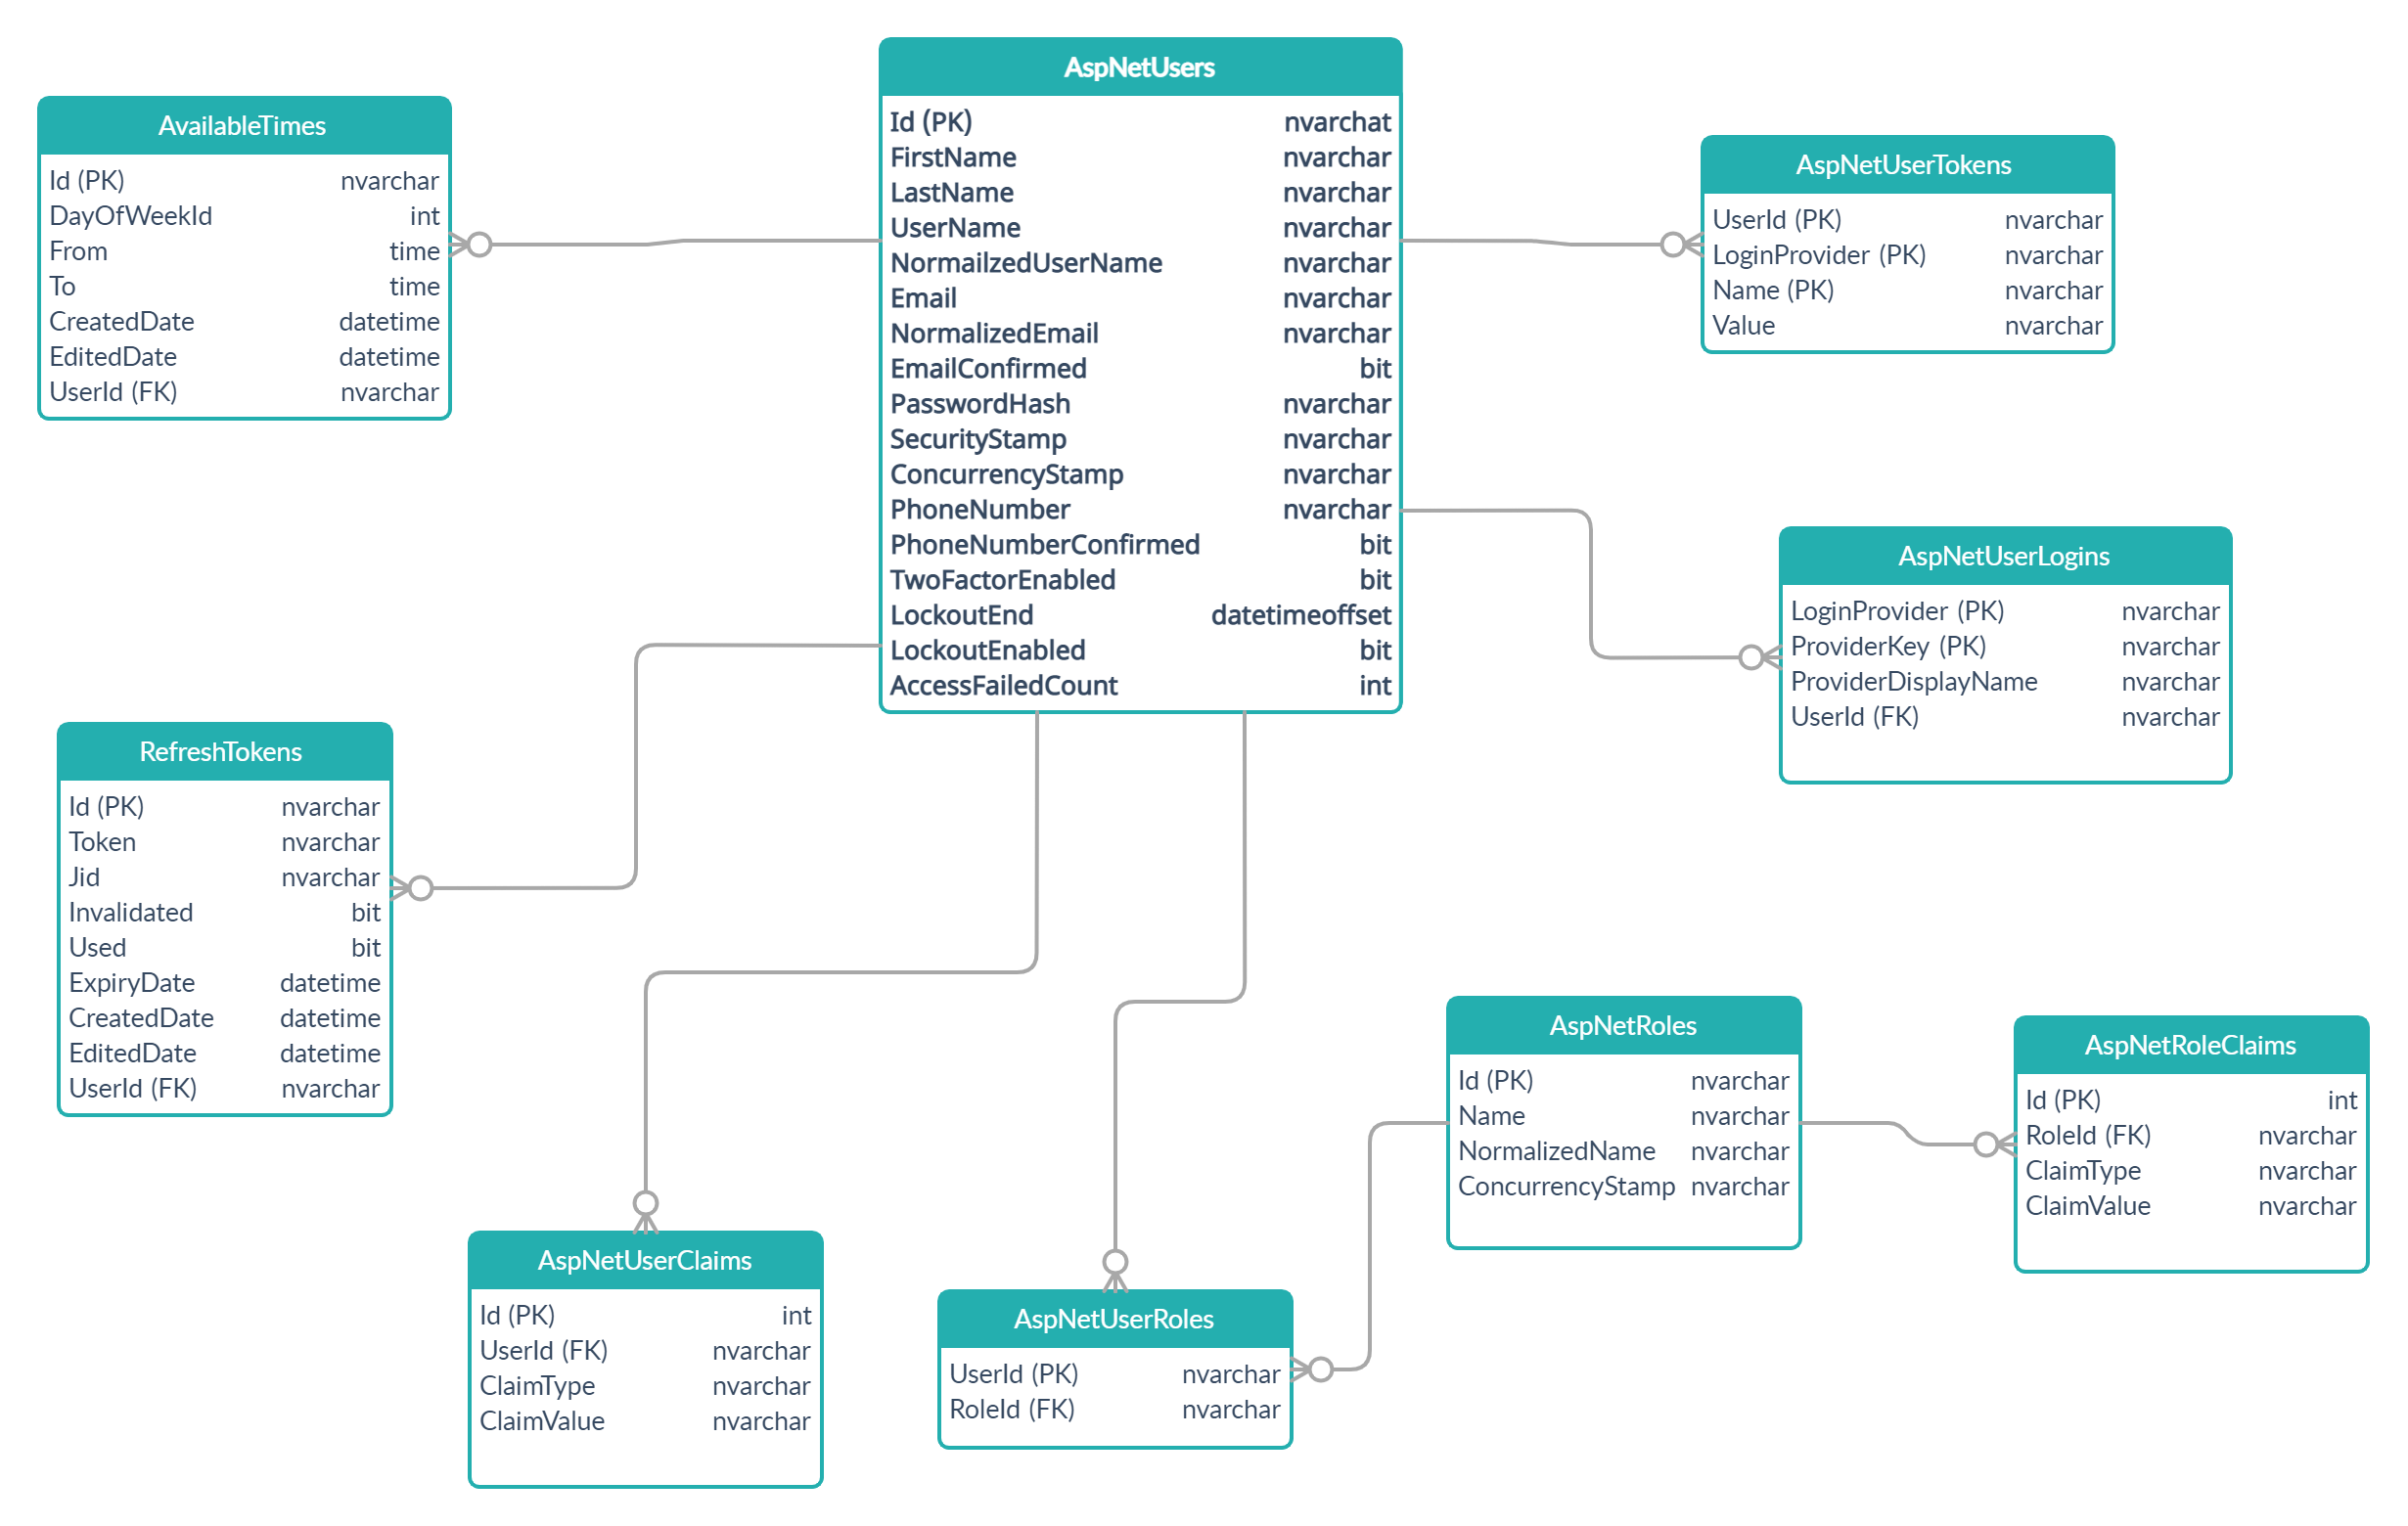 AspNetUsers
Id (PK) nvarchat
FirstName nvarchar
LastName nvarchar
UserName nvarchar
NormailzedUserName nvarchar
Email nvarchar
NormalizedEmail nvarchar
EmailConfirmed bit
PasswordHash nvarchar
SecurityStamp nvarchar
ConcurrencyStamp nvarchar
PhoneNumber nvarchar
PhoneNumberConfirmed bit
TwoFactorEnabled bit
LockoutEnd datetimeoffset
LockoutEnabled bit
AccessFailedCount int
AvailableTimes
Id (PK) nvarchar
DayOfWeekId int
From time
To time
CreatedDate datetime
EditedDate datetime
UserId (FK) nvarchar
AspNetUserTokens
UserId (PK) nvarchar
LoginProvider (PK) nvarchar
Name (PK) nvarchar
Value nvarchar
AspNetUserLogins
LoginProvider (PK) nvarchar
ProviderKey (PK) nvarchar
ProviderDisplayName nvarchar
UserId (FK) nvarchar
RefreshTokens
Id (PK) nvarchar
Token nvarchar
Jid nvarchar
Invalidated bit
Used bit
ExpiryDate datetime
CreatedDate datetime
EditedDate datetime
UserId (FK) nvarchar
AspNetRoles
Id (PK) nvarchar
Name nvarchar
NormalizedName nvarchar
ConcurrencyStamp nvarchar
AspNetRoleClaims
Id (PK) int
RoleId (FK) nvarchar
ClaimType nvarchar
ClaimValue nvarchar
AspNetUserClaims
Id (PK) int
UserId (FK) nvarchar
ClaimType nvarchar
ClaimValue nvarchar
AspNetUserRoles
UserId (PK) nvarchar
RoleId (FK) nvarchar